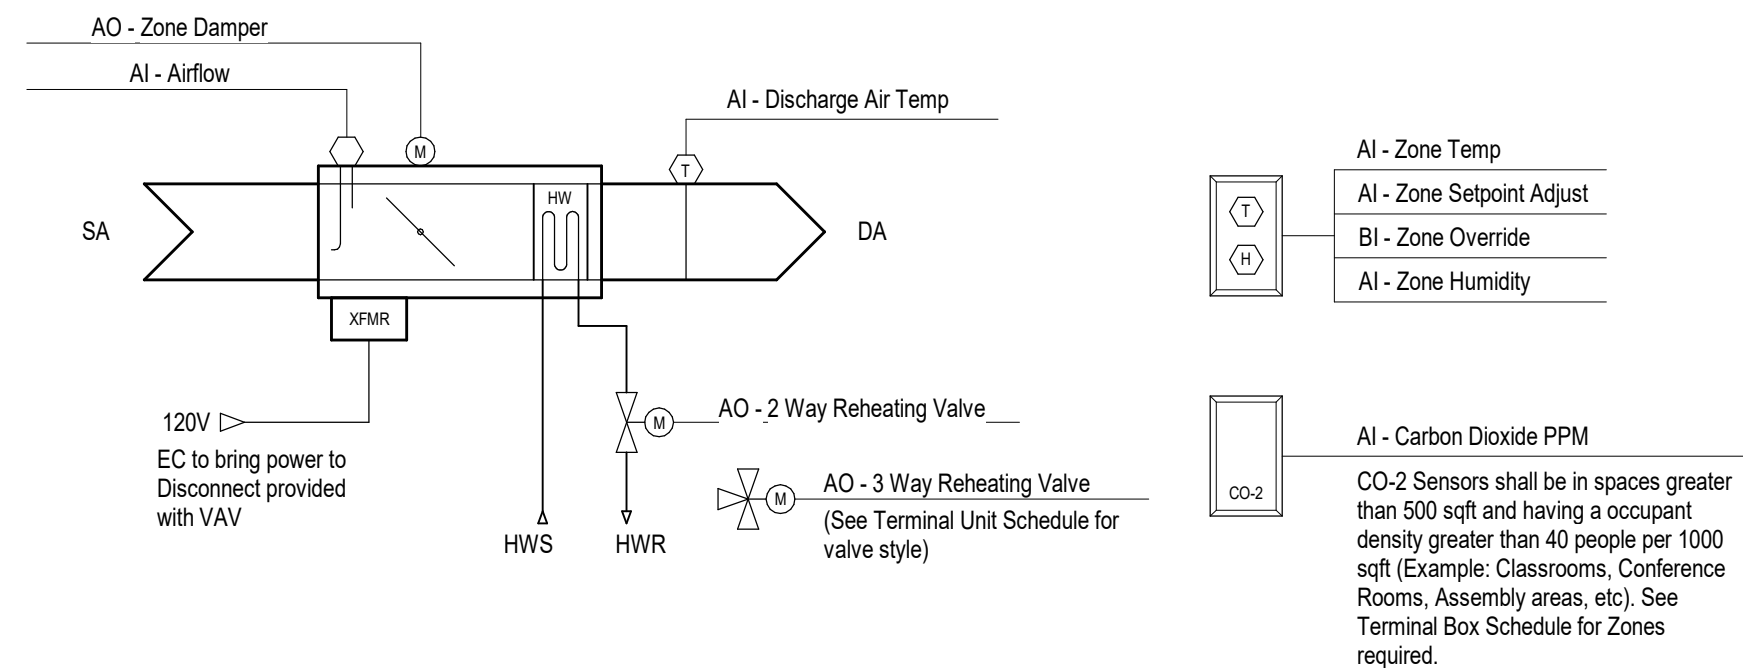 AO - Zone Damper
AI - Airflow
AI - Discharge Air Temp
M
T
HW
SA
DA
XFMR
120V
EC to bring power to
Disconnect provided
with VAV
HWS
HWR
M
AO - 2 Way Reheating Valve
M
AO - 3 Way Reheating Valve
(See Terminal Unit Schedule for
valve style)
T
H
AI - Zone Temp
AI - Zone Setpoint Adjust
BI - Zone Override
AI - Zone Humidity
CO-2
AI - Carbon Dioxide PPM
CO-2 Sensors shall be in spaces greater
than 500 sqft and having a occupant
density greater than 40 people per 1000
sqft (Example: Classrooms, Conference
Rooms, Assembly areas, etc). See
Terminal Box Schedule for Zones
required.